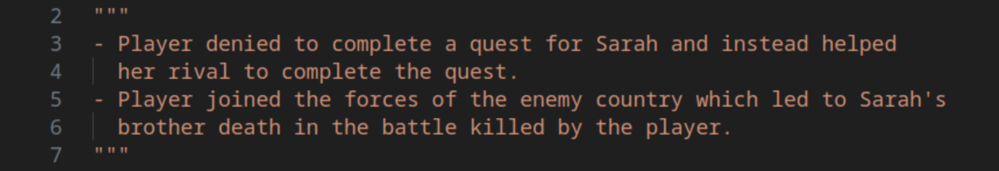 2 """
3 - Player denied to complete a quest for Sarah and instead helped
4 her rival to complete the quest.
5 - Player joined the forces of the enemy country which led to Sarah's
6 brother death in the battle killed by the player.
7 """